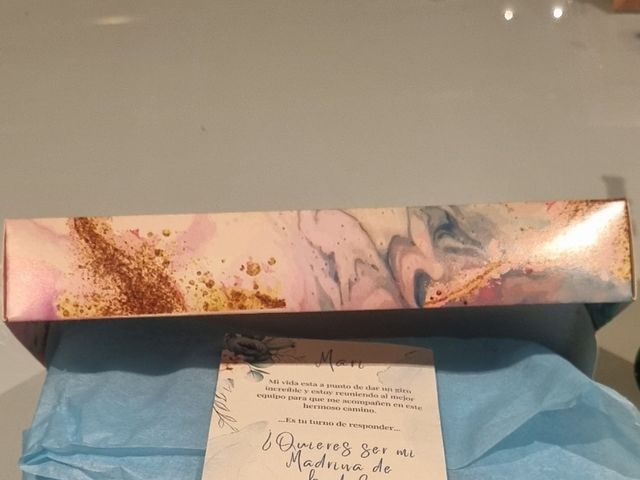 Mari
Mi vida esta a punto de dar un giro
increíble y estoy reuniendo al mejor
equipo para que me acompañen en este
hermoso camino.
...Es tu turno de responder...
¿Quieres ser mi
Madrina de